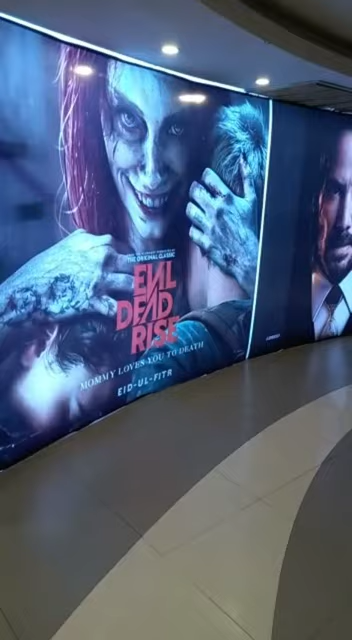 THE ORIGINAL CLASSIC
EVIL
DEAD
RISE
MOMMY LOVES YOU TO DEATH
EID-UL-FITR